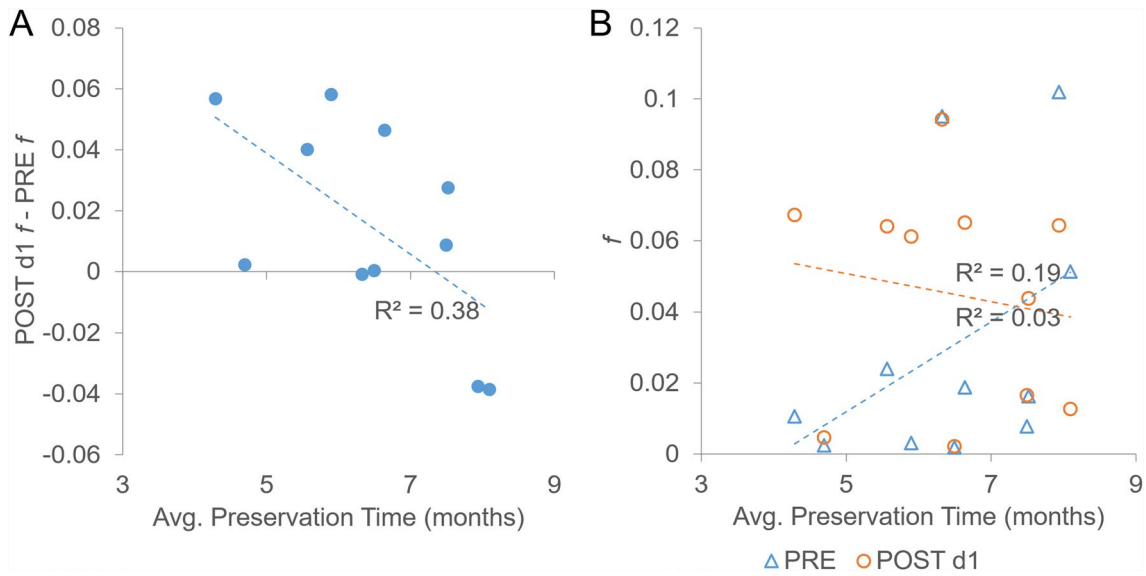 A
0.08
0.06
0.04
0.02
0
-0.02
-0.04
-0.06
POST d1 f - PRE f
R² = 0.38
3
5
7
9
Avg. Preservation Time (months)
B
0.12
0.1
0.08
0.06
0.04
0.02
0
f
R² = 0.19
R² = 0.03
3
5
7
9
Avg. Preservation Time (months)
PRE
POST d1